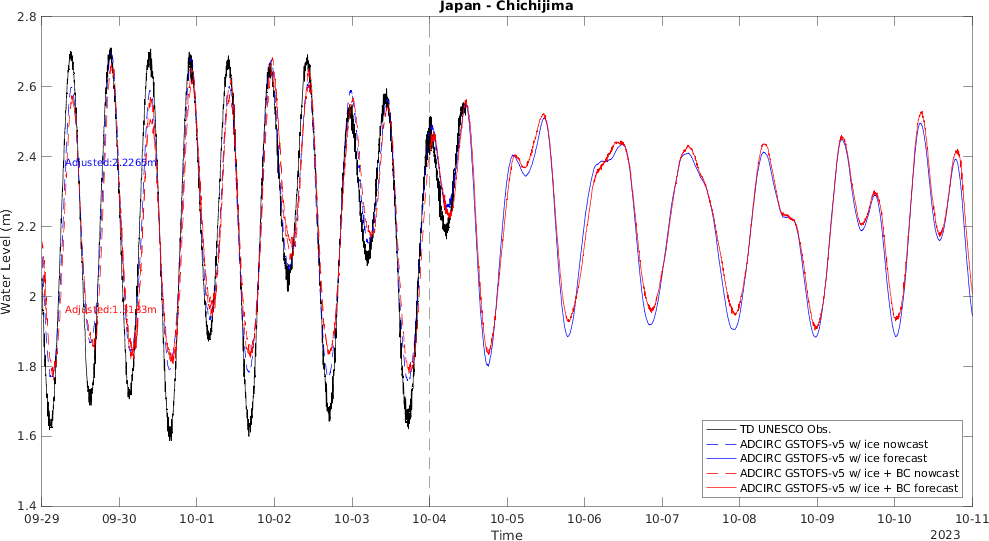 Japan - Chichijima
2.8
2.6
2.4
2.2
2
1.8
1.6
1.4
Water Level (m)
Adjusted:2.2265m
TD UNESCO Obs.
ADCIRC GSTOFS-v5 w/ ice nowcast
ADCIRC GSTOFS-v5 w/ ice forecast
ADCIRC GSTOFS-v5 w/ ice + BC nowcast
ADCIRC GSTOFS-v5 w/ ice + BC forecast
09-29 09-30 10-01 10-02 10-03 10-04 10-05 10-06 10-07 10-08 10-09 10-10 10-11
Time
2023